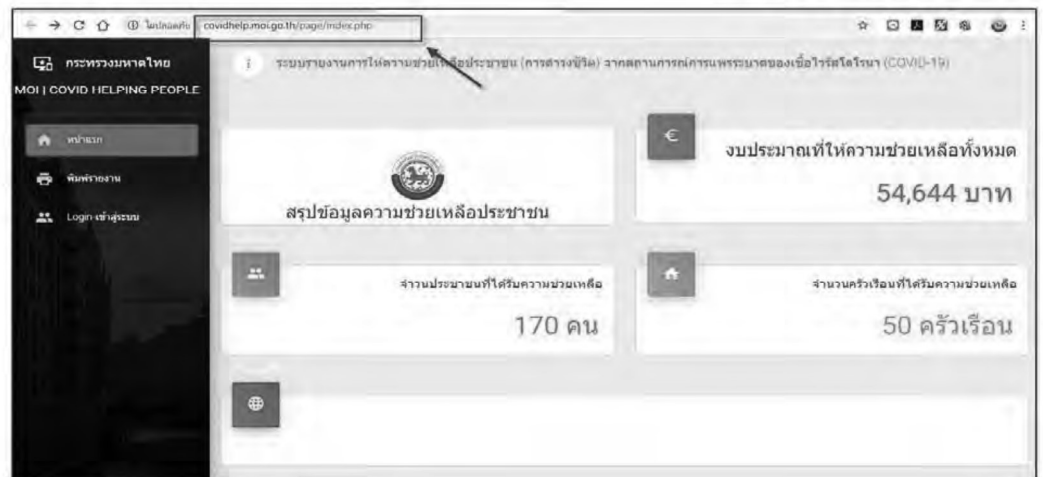 ไม่ปลอดภัย covidhelp.moi.go.th/page/index.php
กระทรวงมหาดไทย
MOI | COVID HELPING PEOPLE
หน้าแรก
พิมพ์รายงาน
Login เข้าสู่ระบบ
ระบบรายงานการให้ความช่วยเหลือประชาชน (การดำรงชีวิต) จากสถานการณ์การแพร่ระบาดของเชื้อไวรัสโคโรนา (COVID-19)
สรุปข้อมูลความช่วยเหลือประชาชน
งบประมาณที่ให้ความช่วยเหลือทั้งหมด
54,644 บาท
จำนวนประชาชนที่ได้รับความช่วยเหลือ
170 คน
จำนวนครัวเรือนที่ได้รับความช่วยเหลือ
50 ครัวเรือน